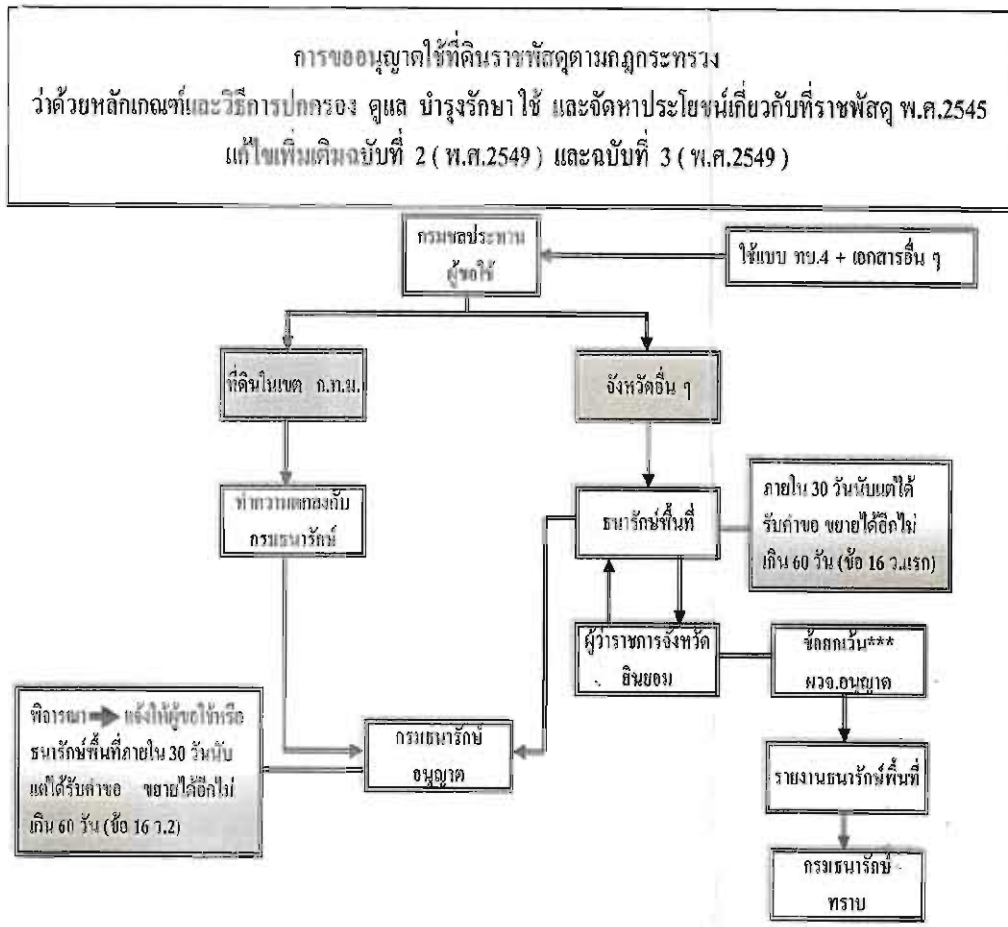 การขออนุญาตใช้ที่ดินราชพัสดุตามกฎกระทรวง
ว่าด้วยหลักเกณฑ์และวิธีการปกครอง ดูแล บำรุงรักษา ใช้ และจัดหาประโยชน์เกี่ยวกับที่ราชพัสดุ พ.ศ.2545
แก้ไขเพิ่มเติมฉบับที่ 2 ( พ.ศ.2549 ) และฉบับที่ 3 ( พ.ศ.2549 )
กรมชลประทาน
ผู้ขอใช้
ใช้แบบ ทบ.4 + เอกสารอื่น ๆ
ที่ดินในเขต ก.ท.ม.
จังหวัดอื่น ๆ
ทำความตกลงกับ
กรมธนารักษ์
ธนารักษ์พื้นที่
ภายใน 30 วันนับแต่ได้
รับคำขอ ขยายได้อีกไม่
เกิน 60 วัน (ข้อ 16 ว.แรก)
ผู้ว่าราชการจังหวัด
ยินยอม
ข้อยกเว้น***
ผวจ.อนุญาต
พิจารณา ➡ แจ้งให้ผู้ขอใช้หรือ
ธนารักษ์พื้นที่ภายใน 30 วันนับ
แต่ได้รับคำขอ ขยายได้อีกไม่
เกิน 60 วัน (ข้อ 16 ว.2)
กรมธนารักษ์
อนุญาต
รายงานธนารักษ์พื้นที่
กรมธนารักษ์
ทราบ